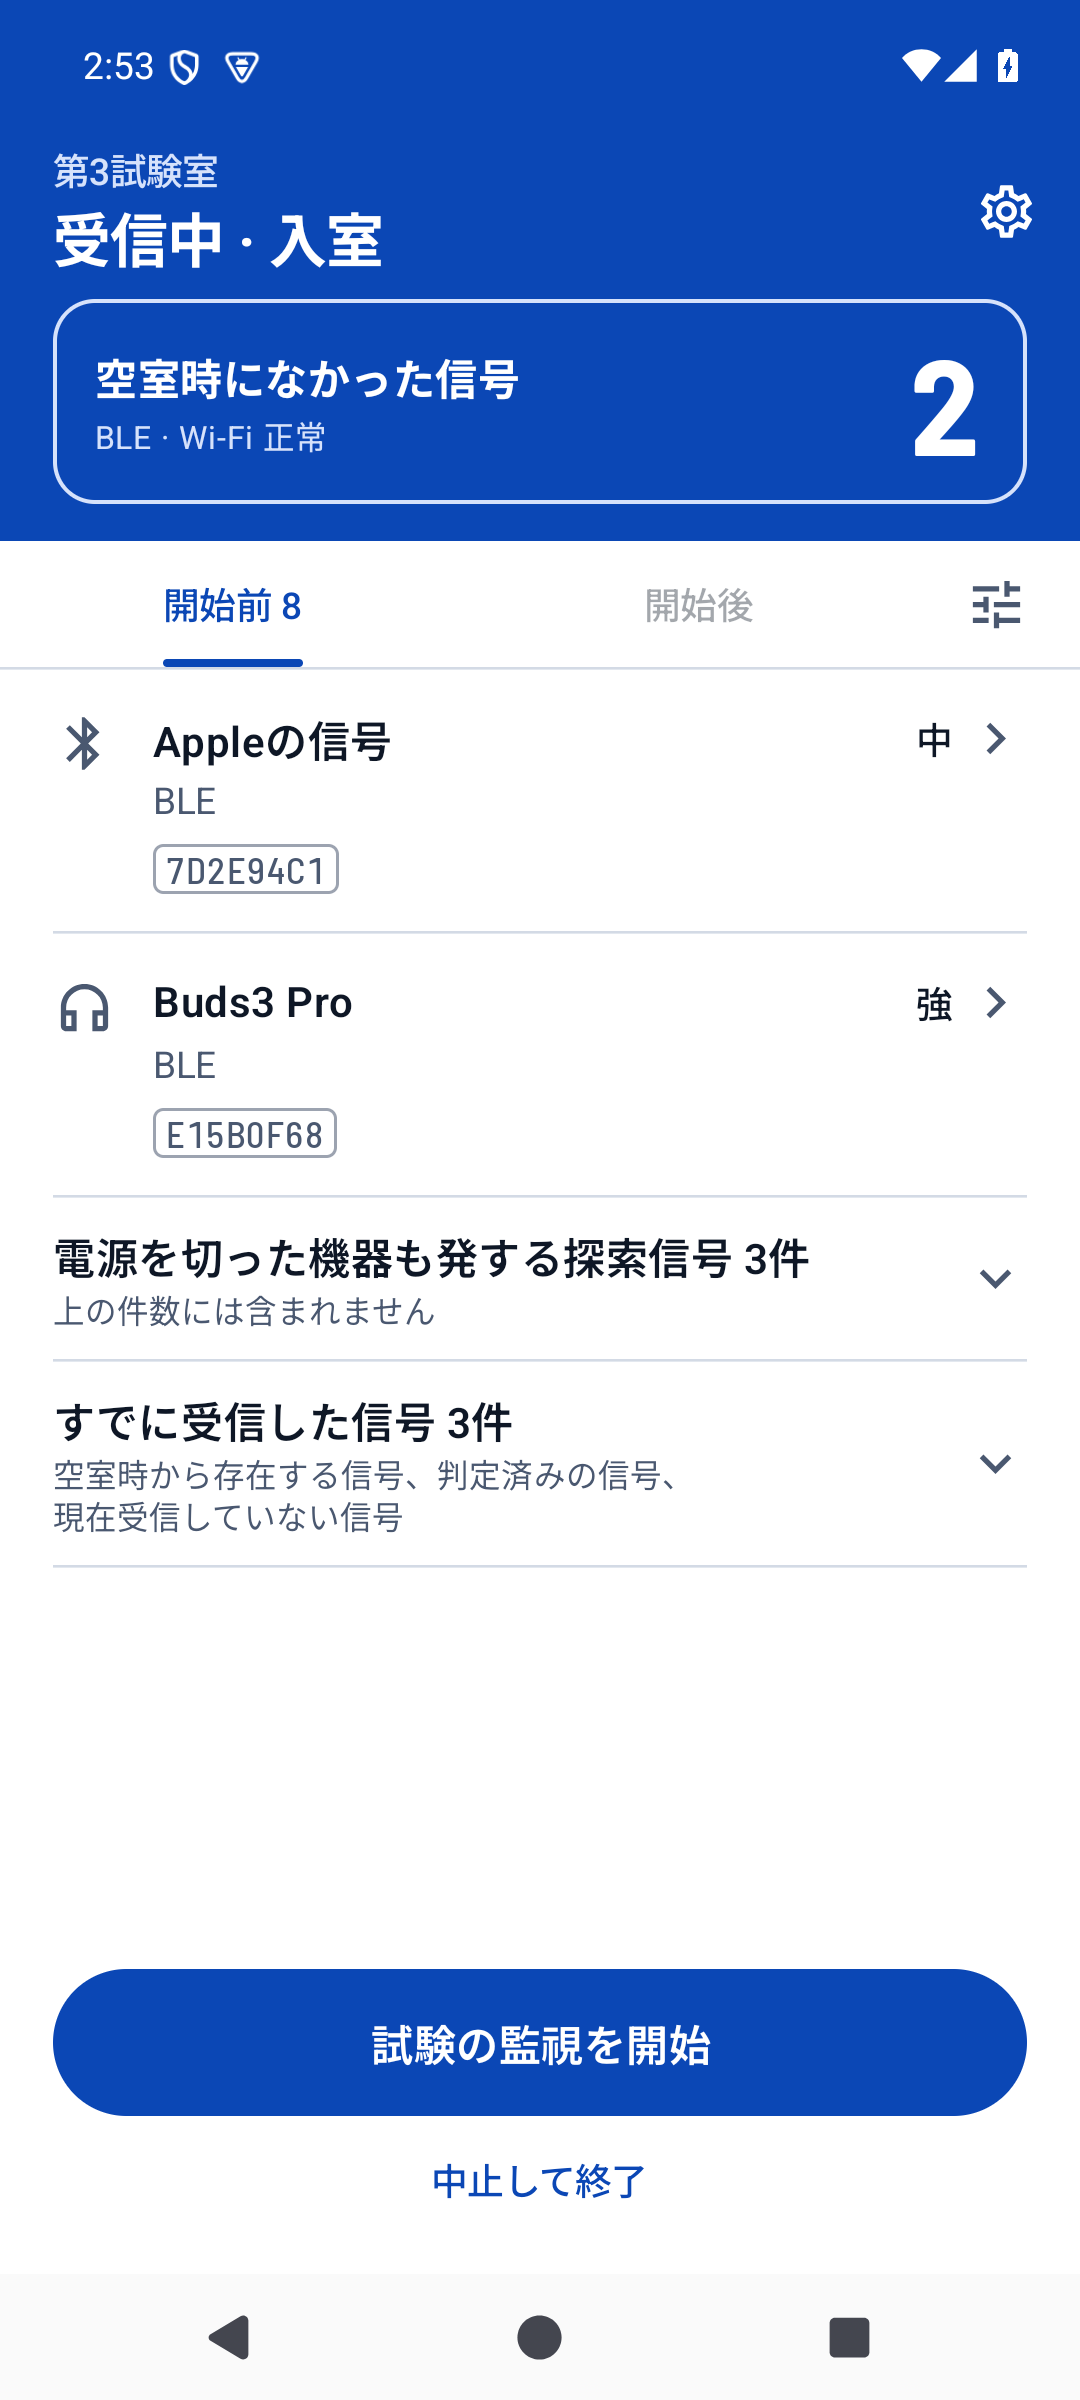 2:53
第3試験室
受信中 · 入室
空室時になかった信号
BLE · Wi-Fi 正常
2
開始前 8
開始後
Appleの信号
中
BLE
7D2E94C1
Buds3 Pro
強
BLE
E15B0F68
電源を切った機器も発する探索信号 3件
上の件数には含まれません
すでに受信した信号 3件
空室時から存在する信号、判定済みの信号、
現在受信していない信号
試験の監視を開始
中止して終了